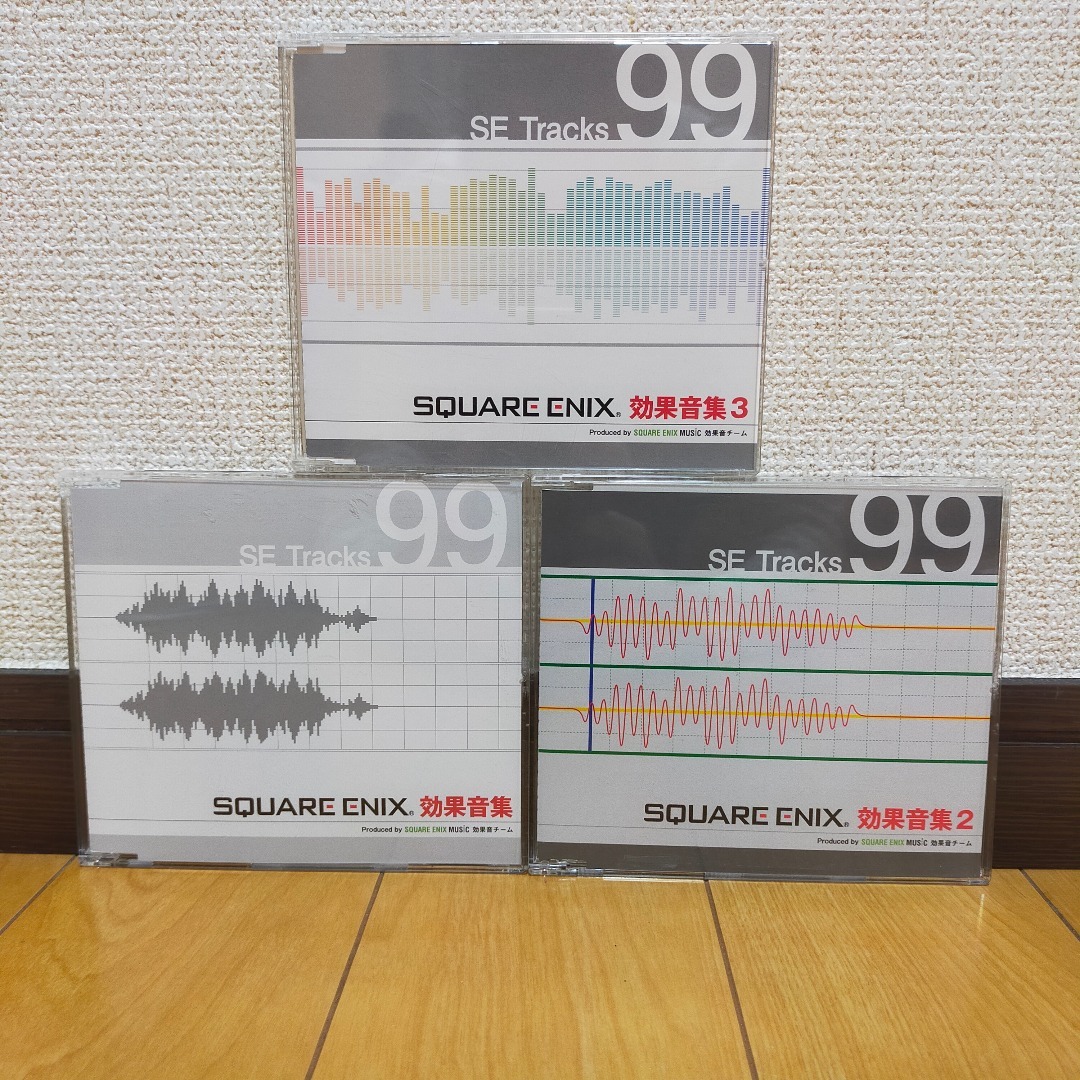 SE Tracks 99
SQUARE ENIX® 効果音集3
Produced by SQUARE ENIX MUSIC 効果音チーム
SE Tracks 99
SQUARE ENIX® 効果音集
Produced by SQUARE ENIX MUSIC 効果音チーム
SE Tracks 99
SQUARE ENIX® 効果音集2
Produced by SQUARE ENIX MUSIC 効果音チーム